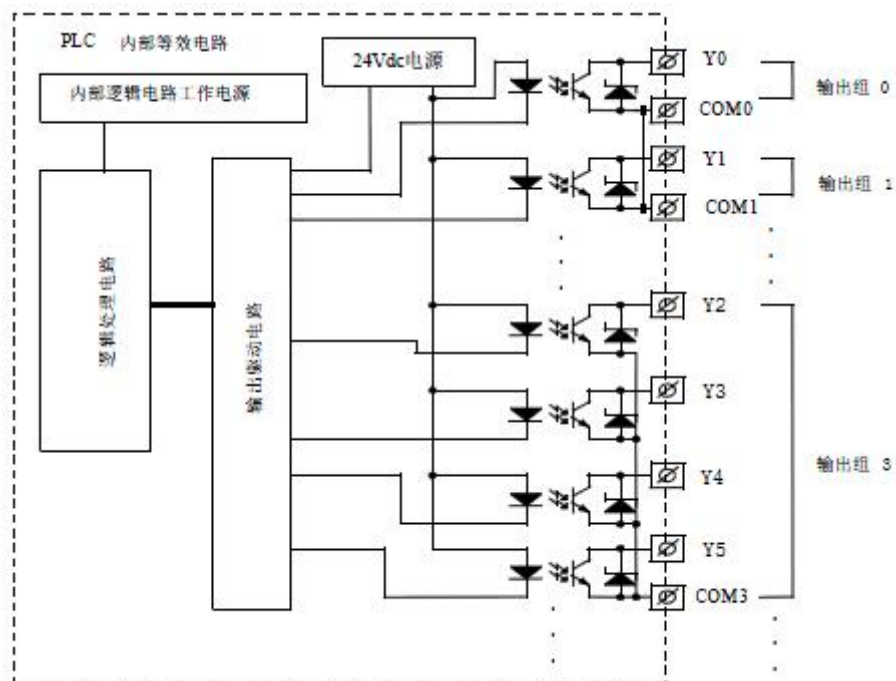 PLC 内部等效电路
24Vdc电源
内部逻辑电路工作电源
逻辑处理电路
输出驱动电路
Y0
COM0
输出组 0
Y1
COM1
输出组 1
Y2
Y3
Y4
Y5
COM3
输出组 3